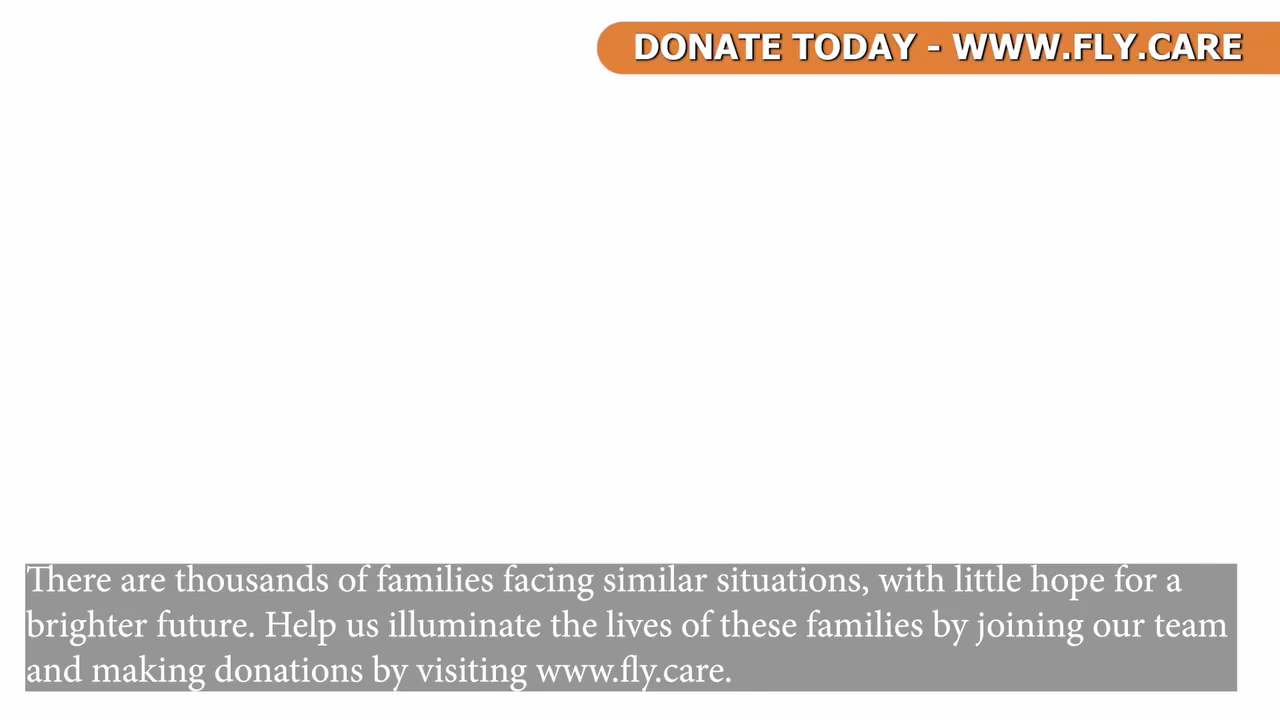 DONATE TODAY - WWW.FLY.CARE
There are thousands of families facing similar situations, with little hope for a
brighter future. Help us illuminate the lives of these families by joining our team
and making donations by visiting www.fly.care.